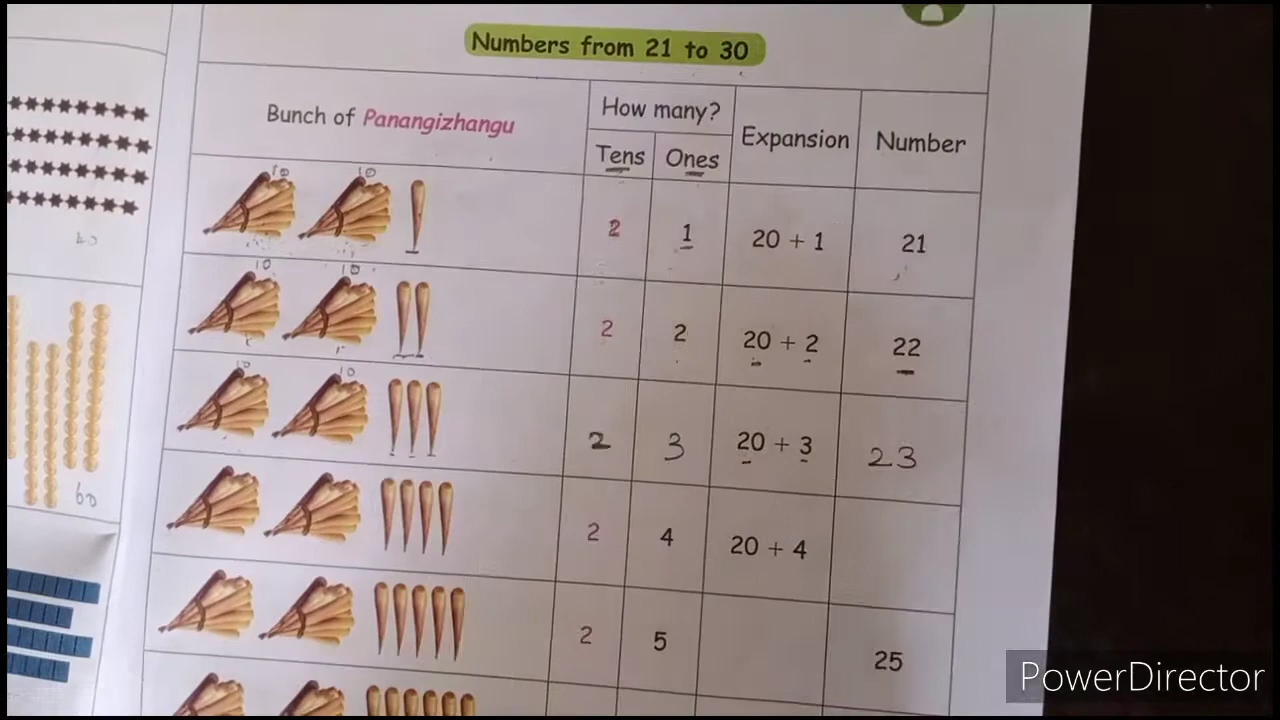 Numbers from 21 to 30
Bunch of Panangizhangu
How many?
Tens Ones
Expansion
Number
10 10
2 1 20 + 1 21
10 10
2 2 20 + 2 22
10 10
2 3 20 + 3 23
2 4 20 + 4
2 5 25
PowerDirector